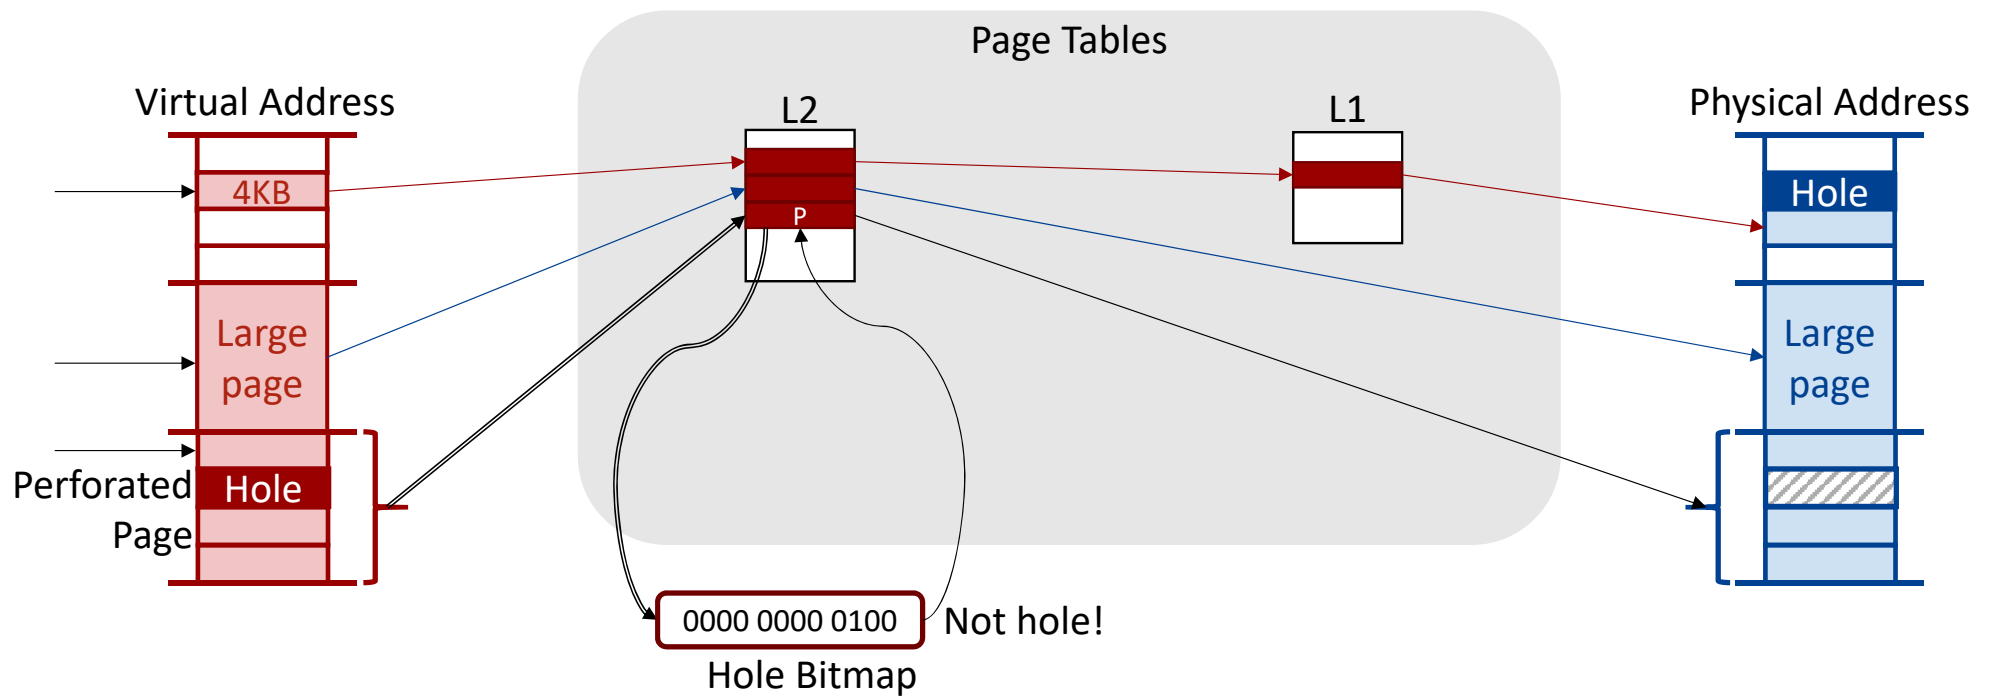 Page Tables
Virtual Address
L2
L1
Physical Address
4KB
Hole
P
Large
page
Large
page
Perforated
Page
Hole
0000 0000 0100
Not hole!
Hole Bitmap